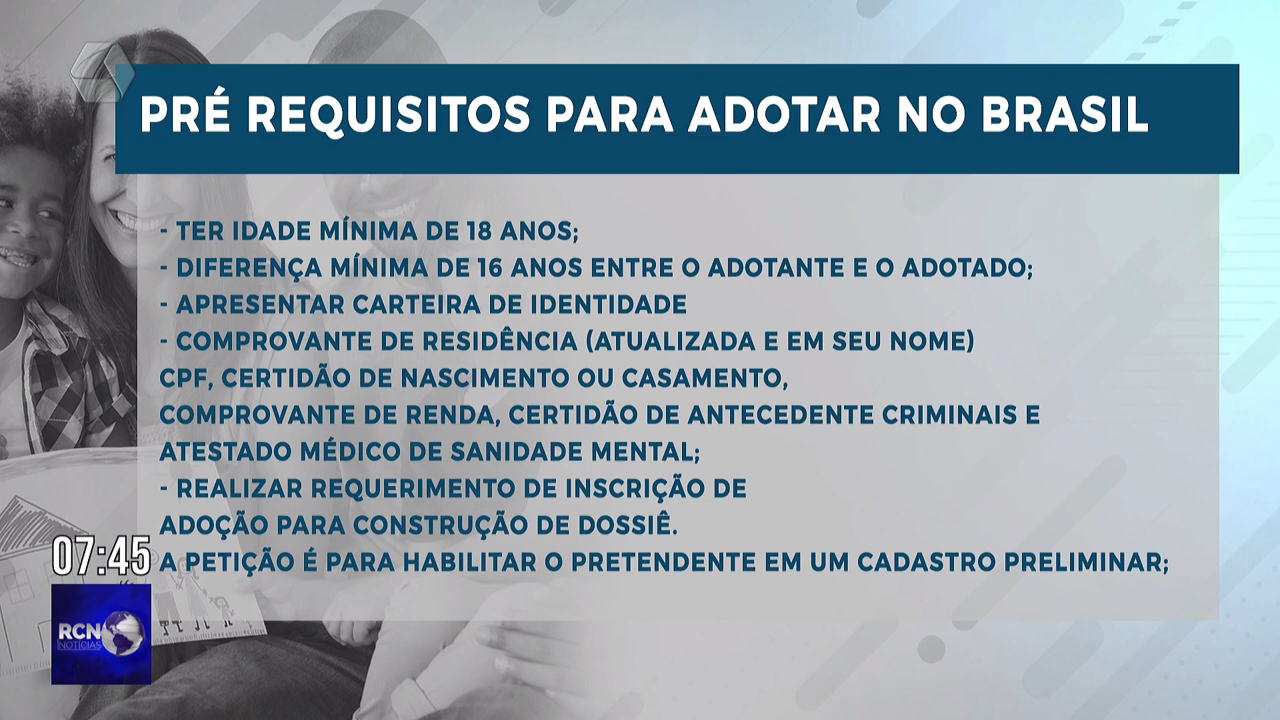 PRÉ REQUISITOS PARA ADOTAR NO BRASIL
- TER IDADE MÍNIMA DE 18 ANOS;
- DIFERENÇA MÍNIMA DE 16 ANOS ENTRE O ADOTANTE E O ADOTADO;
- APRESENTAR CARTEIRA DE IDENTIDADE
- COMPROVANTE DE RESIDÊNCIA (ATUALIZADA E EM SEU NOME)
CPF, CERTIDÃO DE NASCIMENTO OU CASAMENTO,
COMPROVANTE DE RENDA, CERTIDÃO DE ANTECEDENTE CRIMINAIS E
ATESTADO MÉDICO DE SANIDADE MENTAL;
- REALIZAR REQUERIMENTO DE INSCRIÇÃO DE
ADOÇÃO PARA CONSTRUÇÃO DE DOSSIÊ.
A PETIÇÃO É PARA HABILITAR O PRETENDENTE EM UM CADASTRO PRELIMINAR;
07:45
RCN
NOTÍCIAS